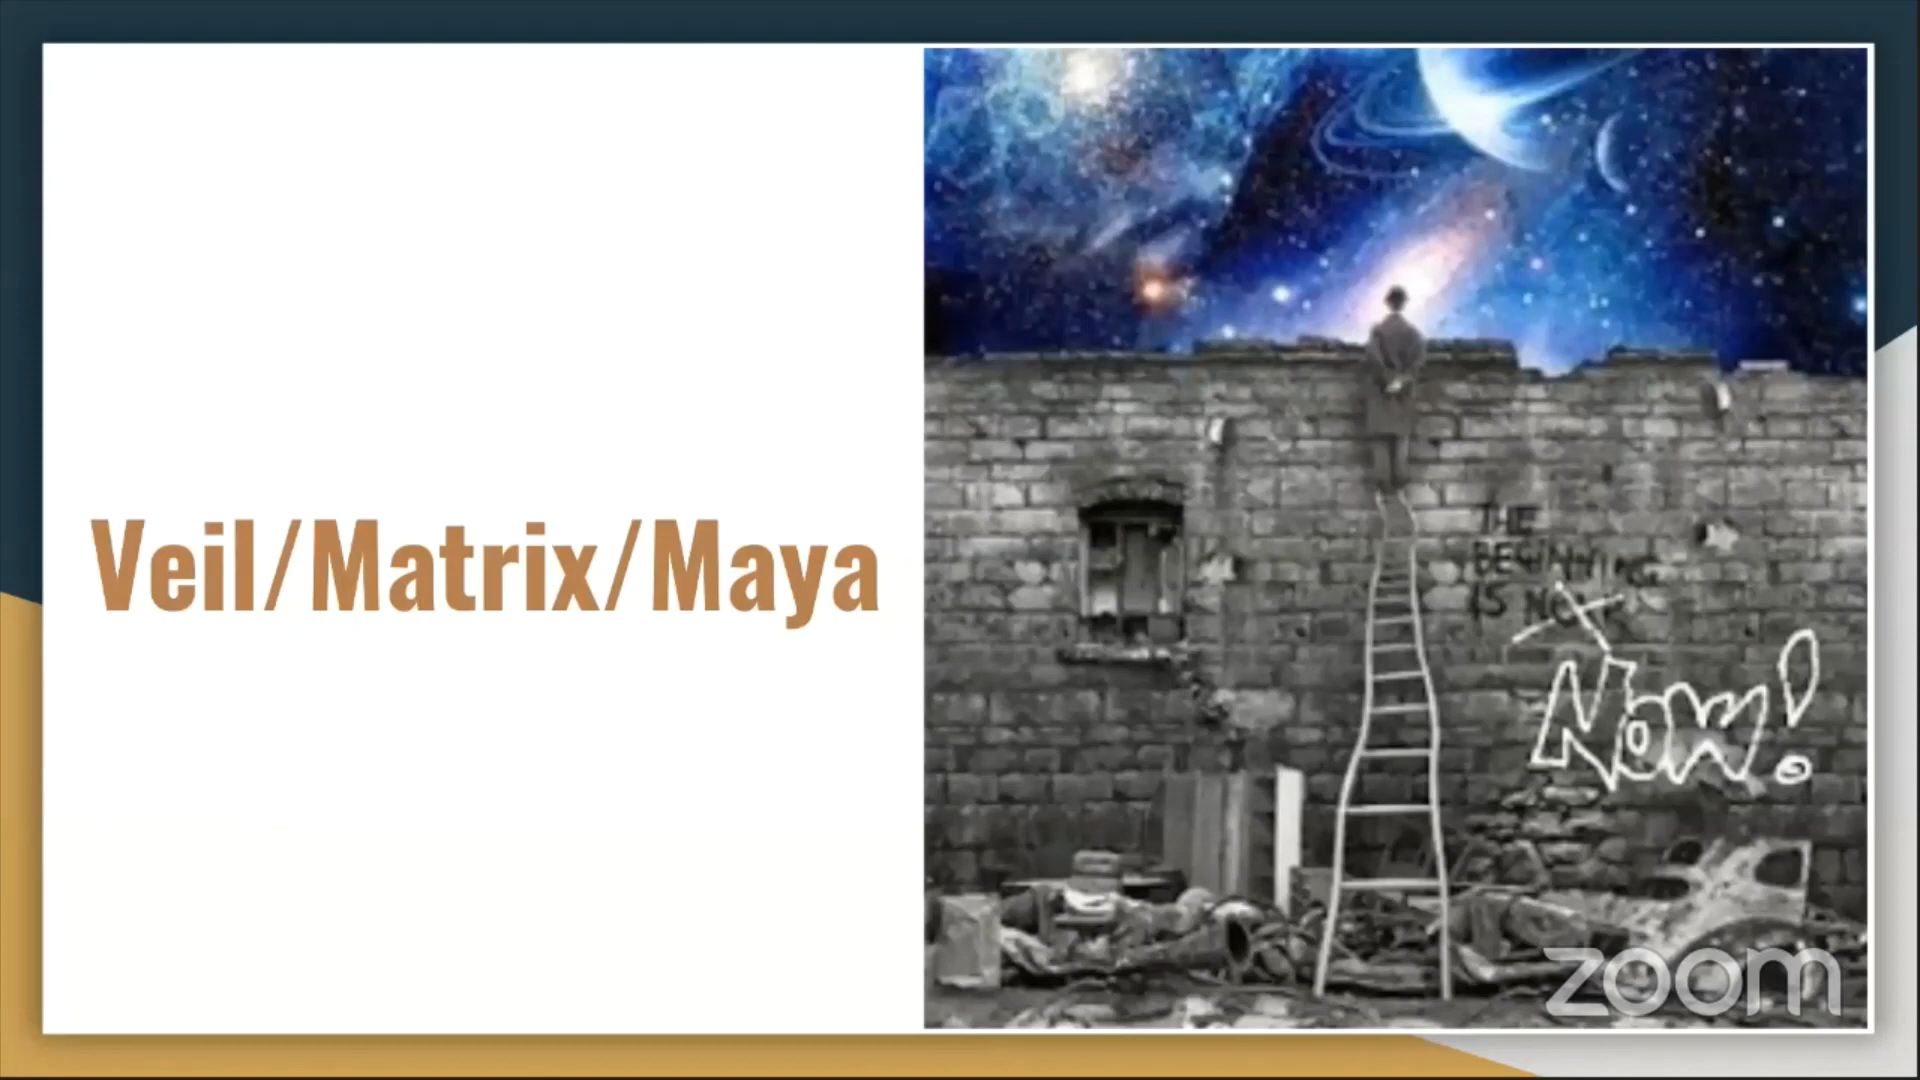 Veil/Matrix/Maya
THE
BEGINNING
IS
Now!
zoom